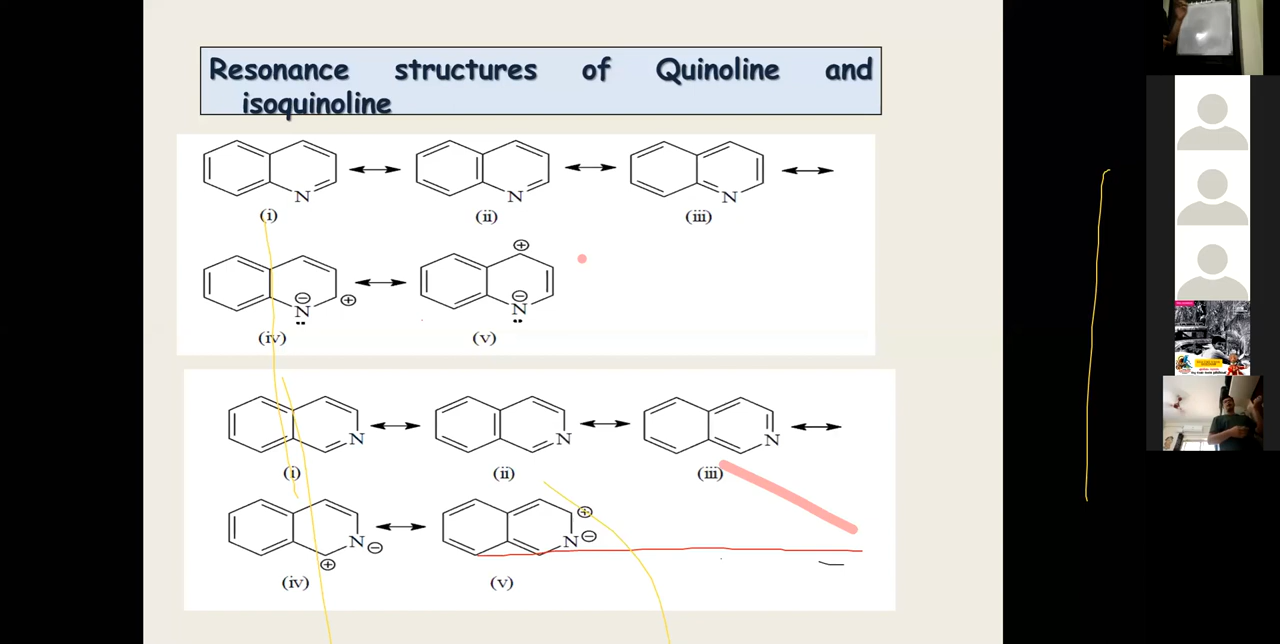 Resonance structures of Quinoline and
isoquinoline
N N N
(i) (ii) (iii)
⊕
⊖ ⊕ ⊖
N̤ N̤
(iv) (v)
N N N
(i) (ii) (iii)
⊕
N ⊖ N ⊖
⊕
(iv) (v)